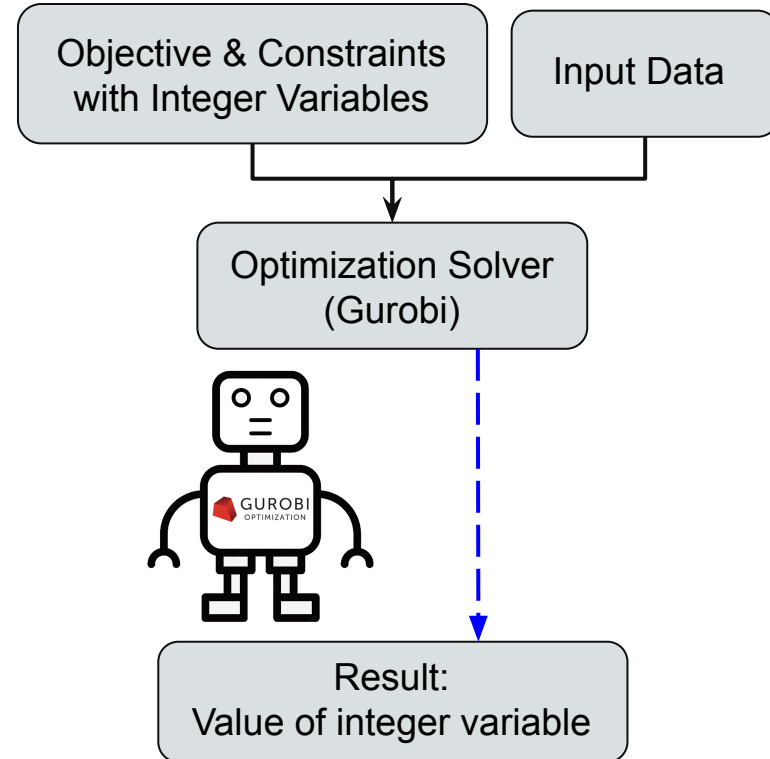 Objective & Constraints
with Integer Variables
Input Data
Optimization Solver
(Gurobi)
GUROBI
OPTIMIZATION
Result:
Value of integer variable